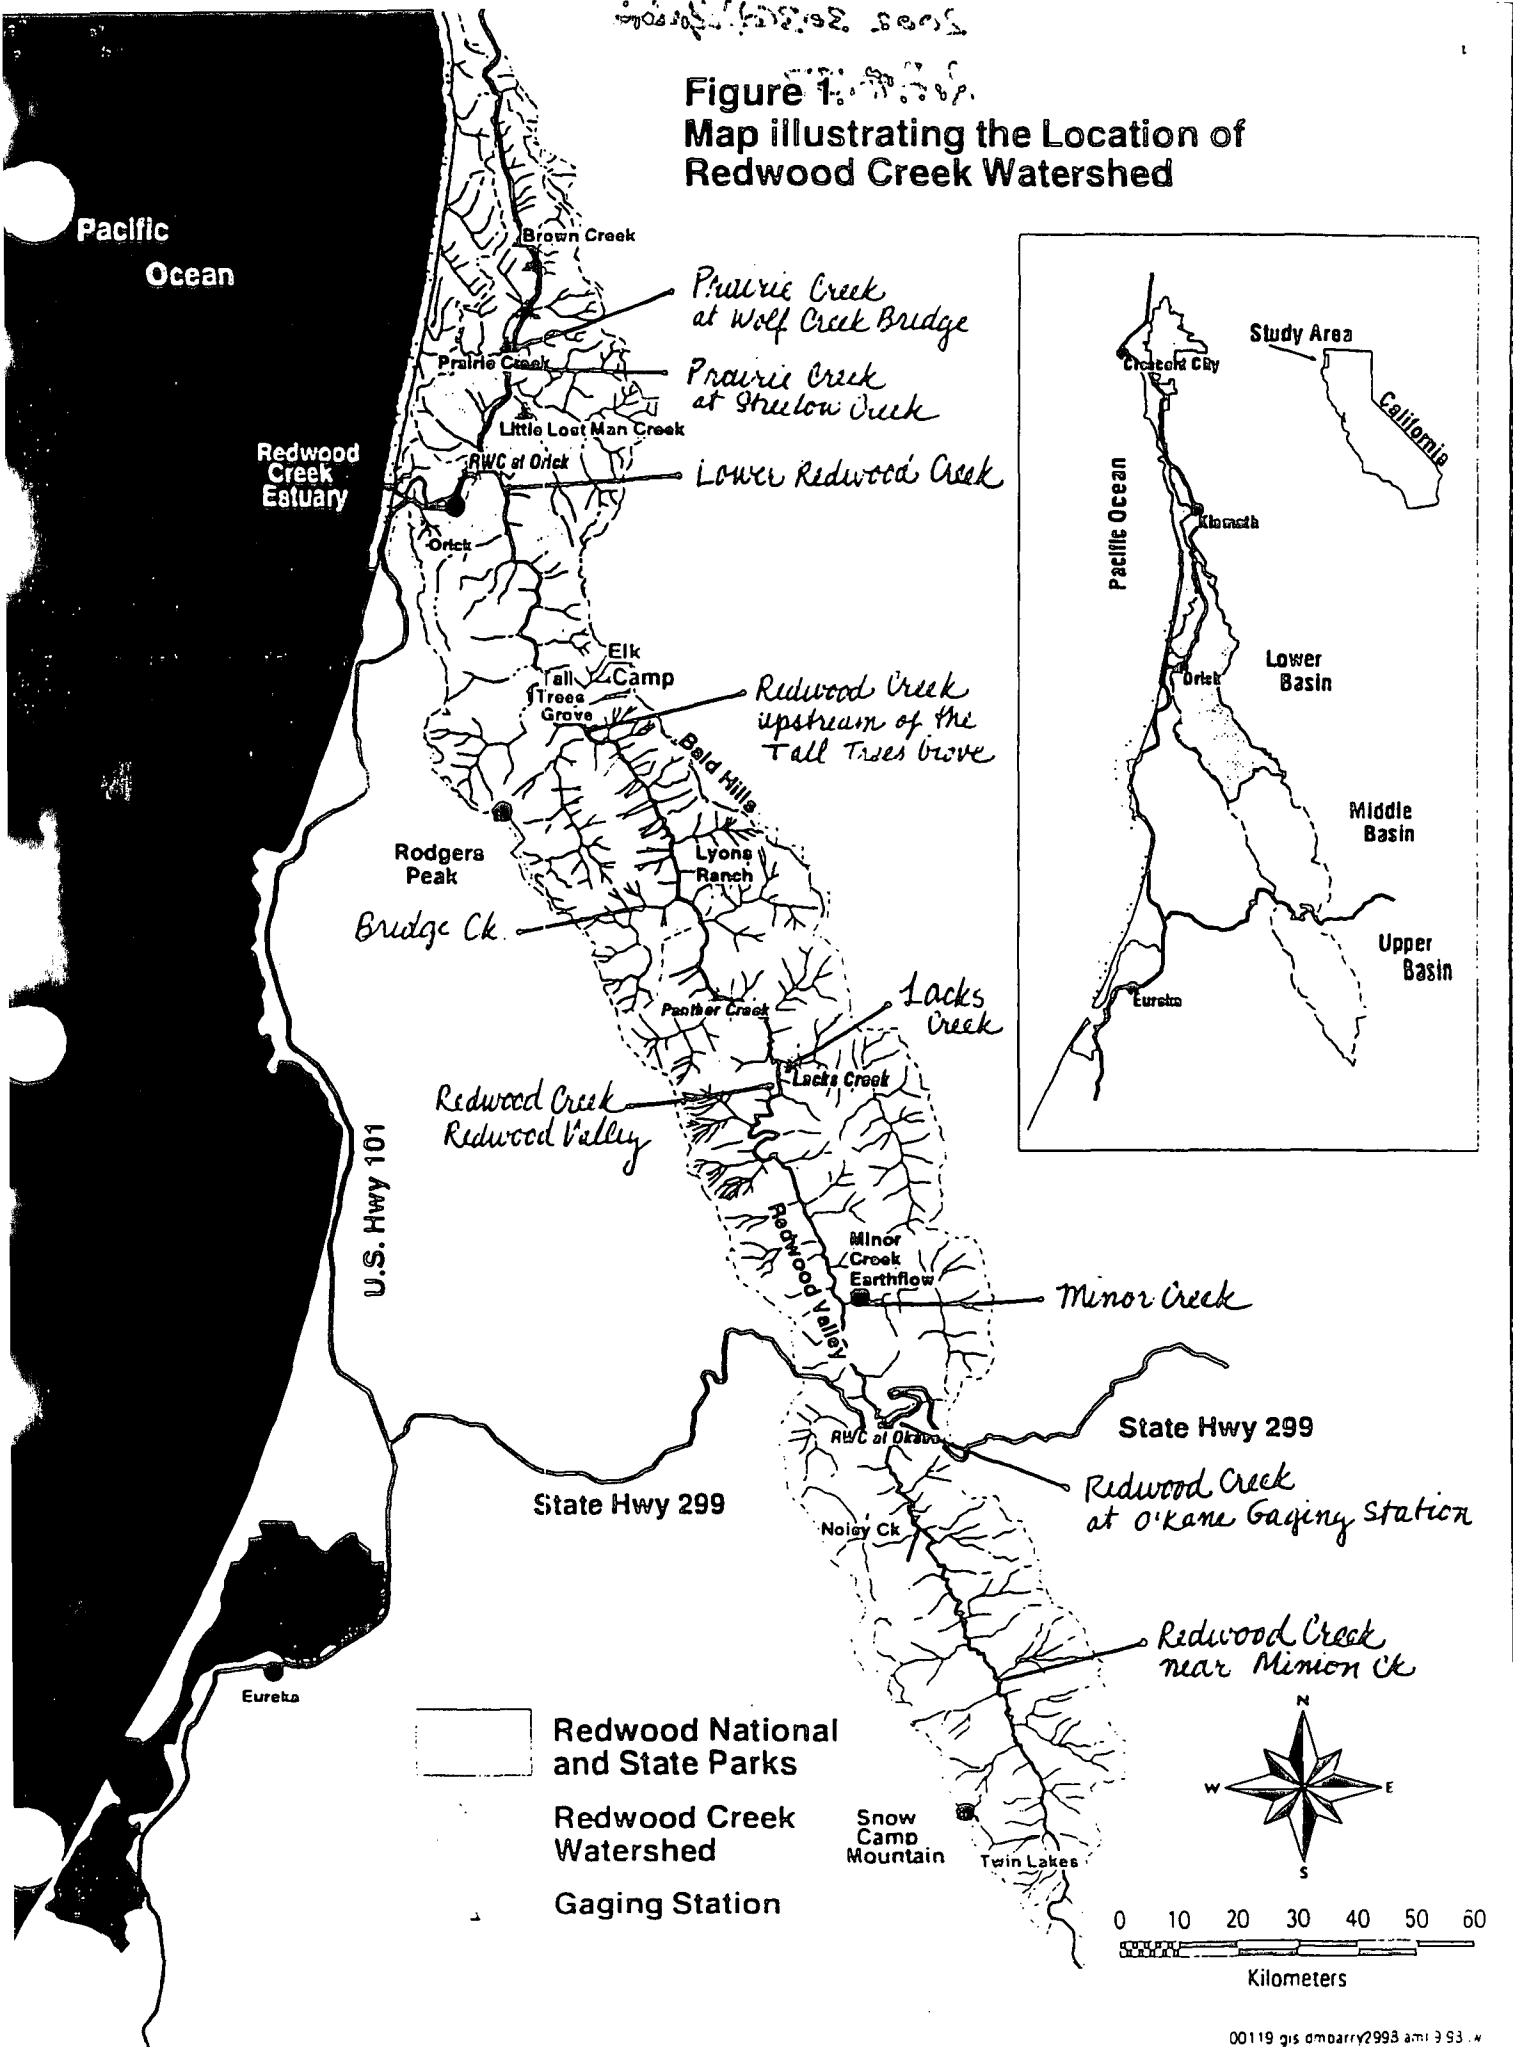 Figure 1.
Map illustrating the Location of
Redwood Creek Watershed
Pacific
Ocean
Brown Creek
Prairie Creek
at Wolf Creek Bridge
Study Area
Crescent City
California
Prairie Creek
Prairie Creek
at Streelow Creek
Little Lost Man Creek
Redwood
Creek
Estuary
RWC at Orick
Lower Redwood Creek
Pacific Ocean
Klamath
Orick
Elk
Camp
Tall
Trees
Grove
Lower
Basin
Orick
Redwood Creek
upstream of the
Tall Trees Grove
Bald Hills
Middle
Basin
Rodgers
Peak
Lyons
Ranch
Bridge Ck.
Upper
Basin
Eureka
Panther Creek
Lacks
Creek
Lacks Creek
Redwood Creek
Redwood Valley
U.S. Hwy 101
Redwood Valley
Minor
Creek
Earthflow
Minor Creek
State Hwy 299
RWC at Okane
Redwood Creek
at O'Kane Gaging Station
State Hwy 299
Noisy Ck
Redwood Creek
near Minion Ck
Eureka
Redwood National
and State Parks
Redwood Creek
Watershed
Gaging Station
Snow
Camp
Mountain
Twin Lakes
N
W E
S
0 10 20 30 40 50 60
Kilometers